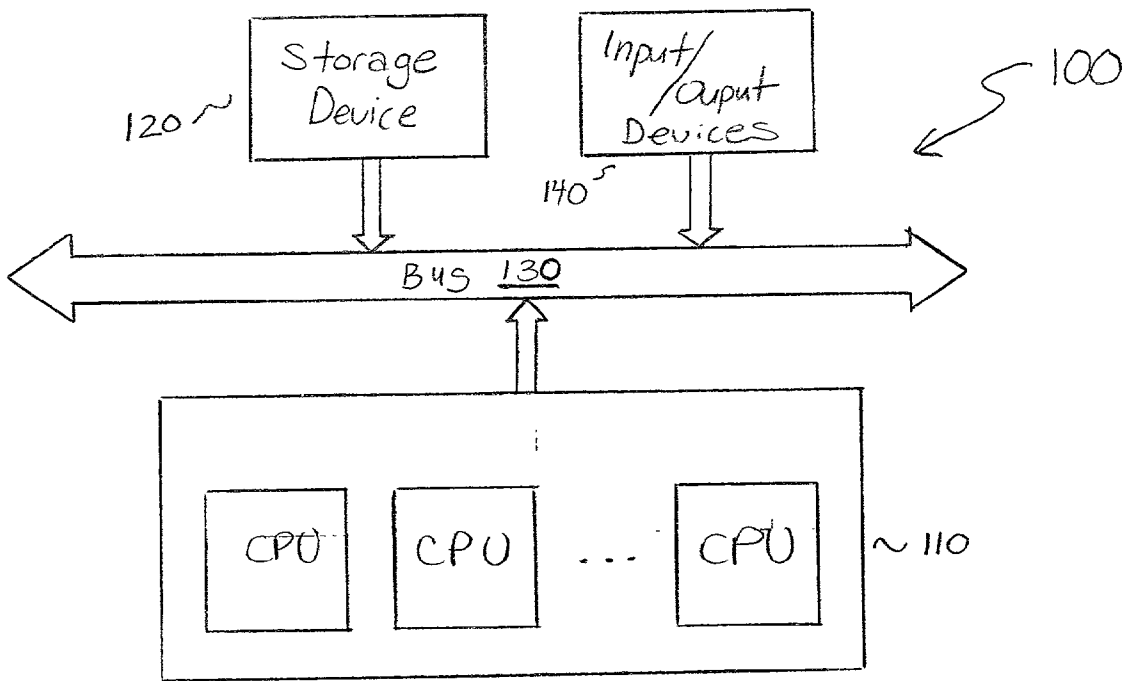 Storage
Device
120
Input/
Ouput
Devices
140
100
Bus 130
CPU CPU ... CPU
110